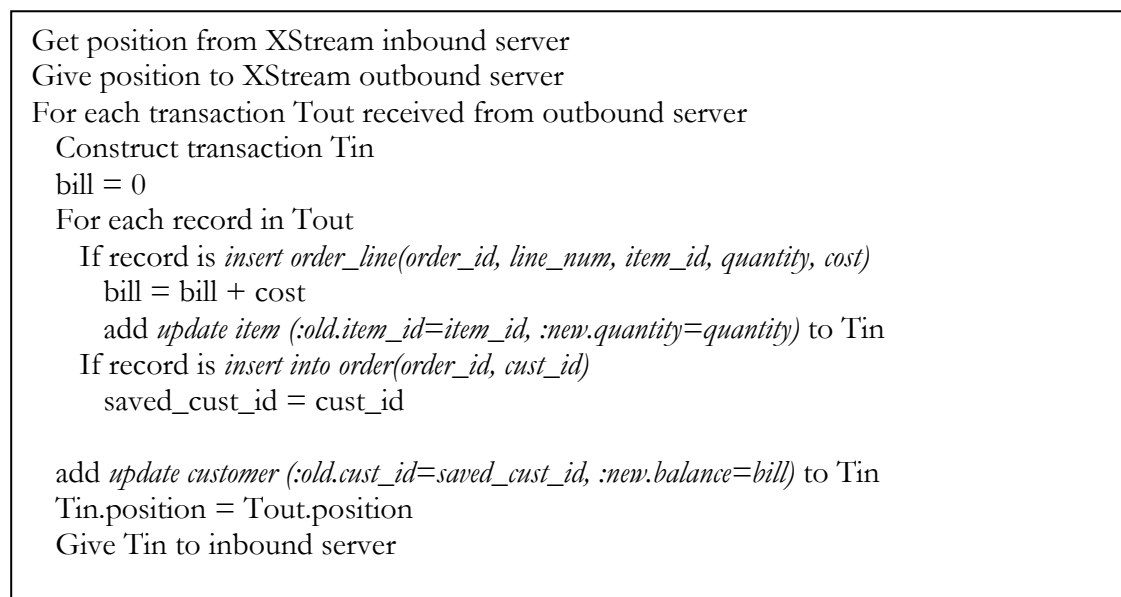 Get position from XStream inbound server
Give position to XStream outbound server
For each transaction Tout received from outbound server
Construct transaction Tin
bill = 0
For each record in Tout
If record is insert order_line(order_id, line_num, item_id, quantity, cost)
bill = bill + cost
add update item (:old.item_id=item_id, :new.quantity=quantity) to Tin
If record is insert into order(order_id, cust_id)
saved_cust_id = cust_id
add update customer (:old.cust_id=saved_cust_id, :new.balance=bill) to Tin
Tin.position = Tout.position
Give Tin to inbound server